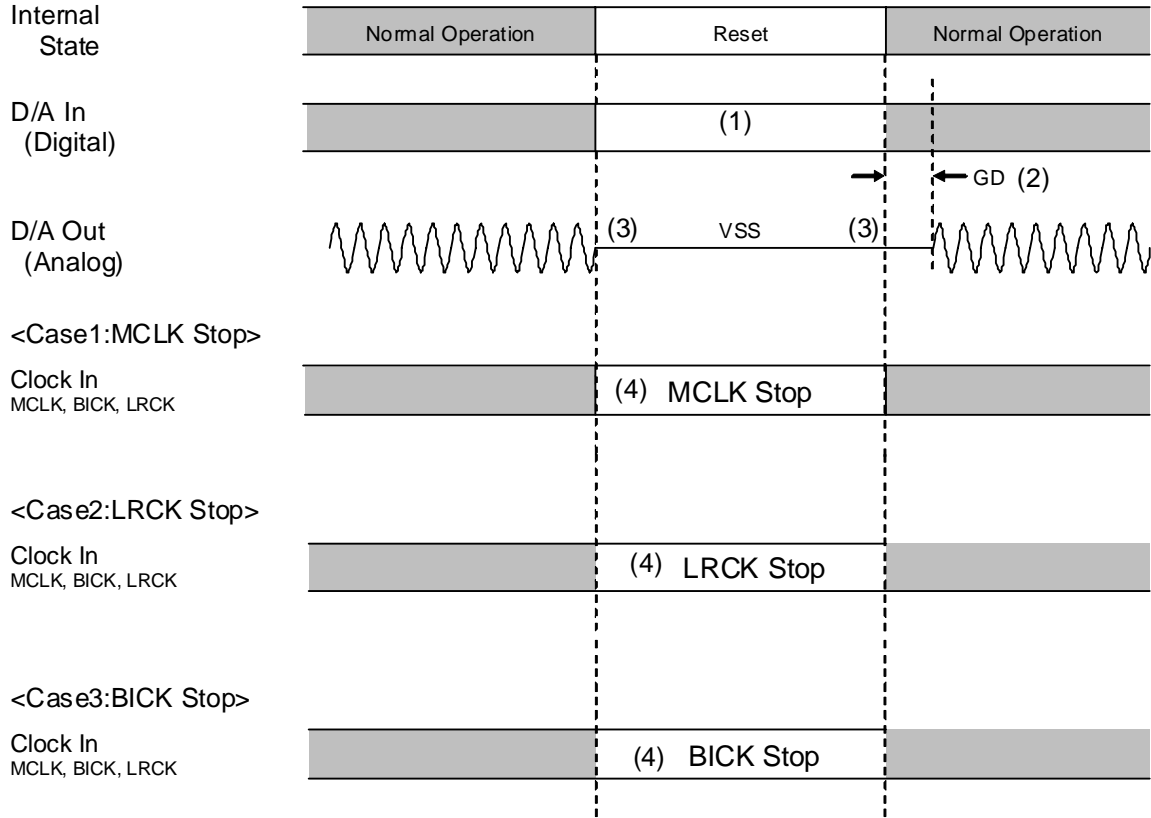 Internal
State
Normal Operation
Reset
Normal Operation
D/A In
(Digital)
(1)
GD (2)
D/A Out
(Analog)
(3)
VSS
(3)
<Case1:MCLK Stop>
Clock In
MCLK, BICK, LRCK
(4) MCLK Stop
<Case2:LRCK Stop>
Clock In
MCLK, BICK, LRCK
(4) LRCK Stop
<Case3:BICK Stop>
Clock In
MCLK, BICK, LRCK
(4) BICK Stop